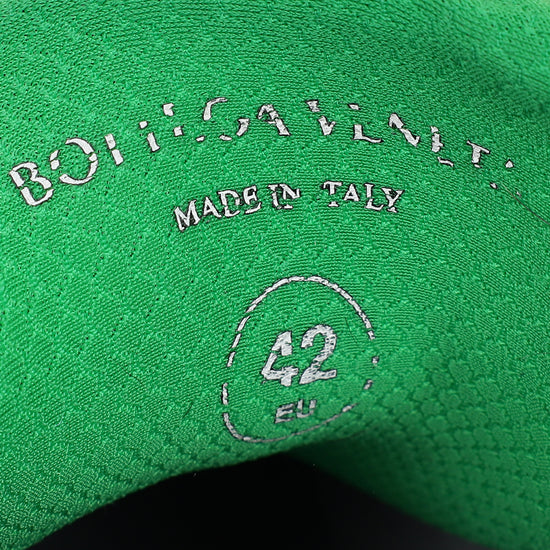 BOTTEGA VENETA
MADE IN ITALY
42
EU